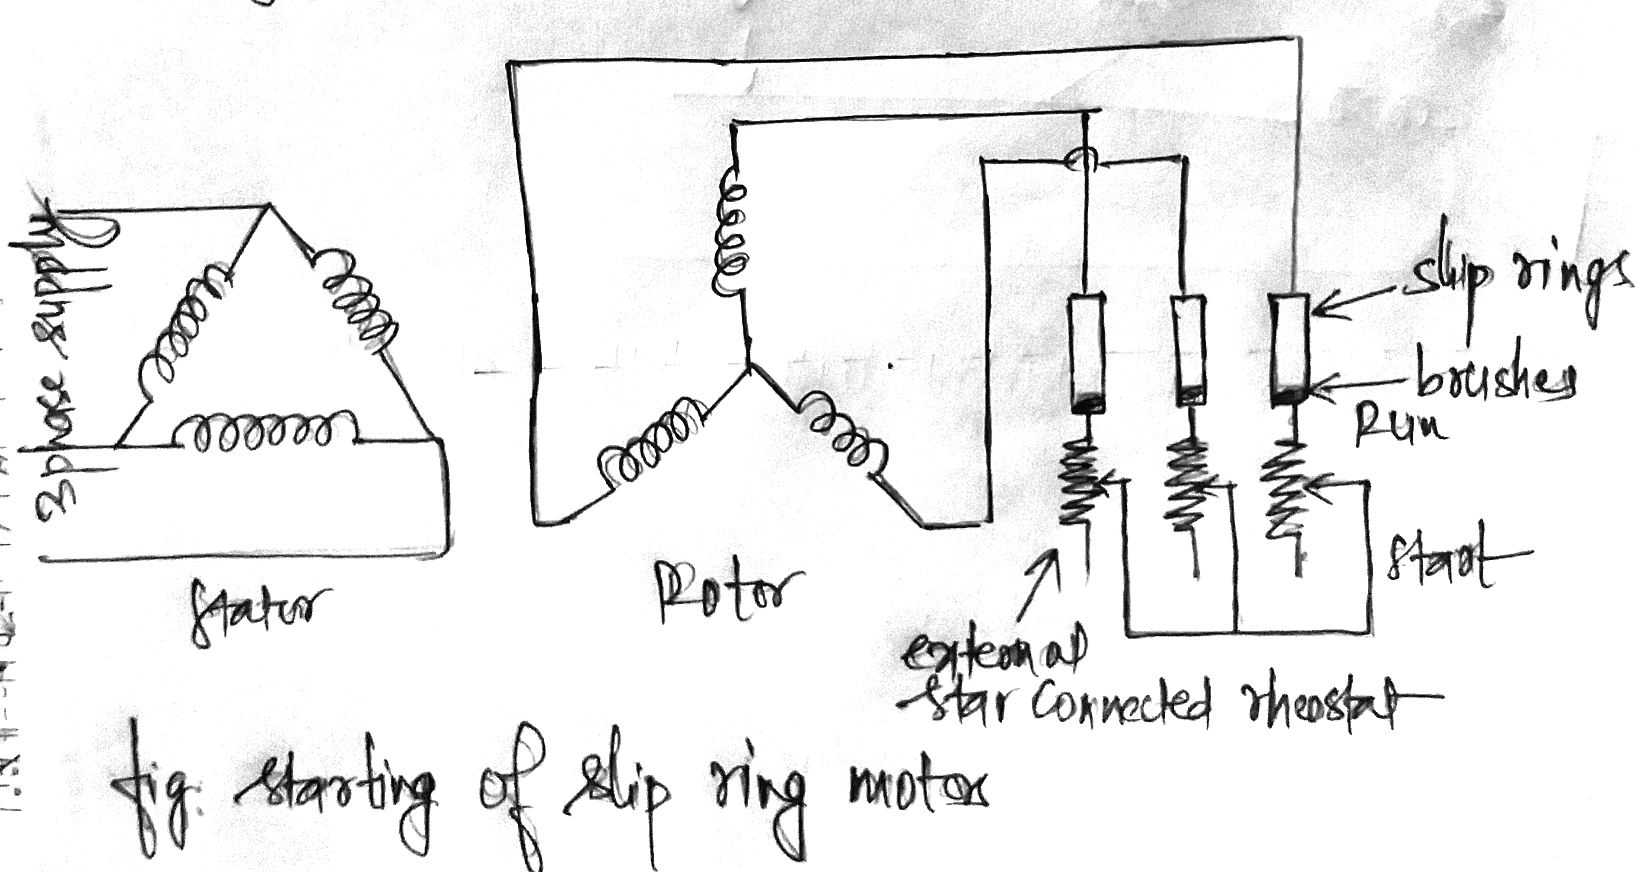 3phase supply
slip rings
brushes
Run
Start
Stator
Rotor
external
star connected rheostat
fig: starting of slip ring motor